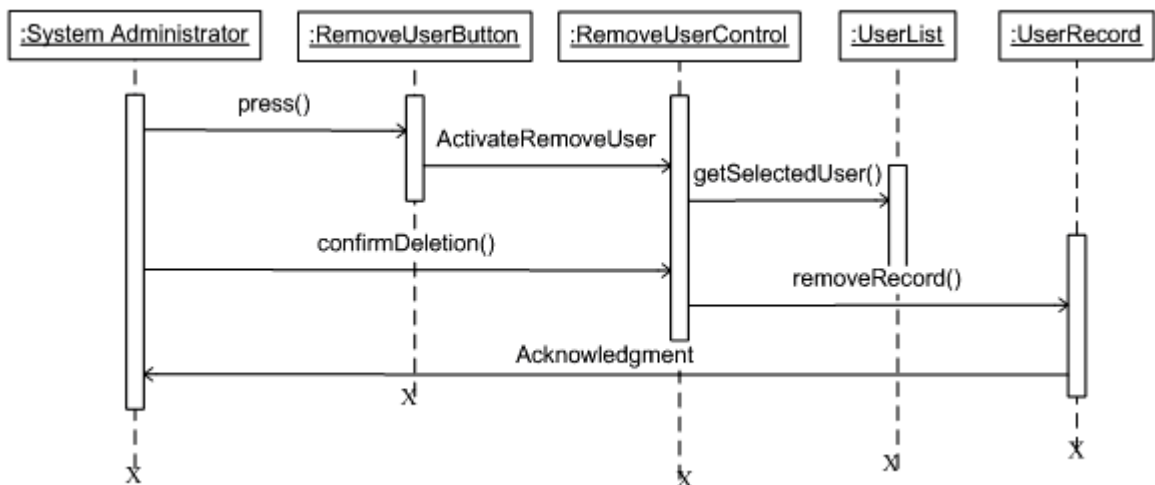 :System Administrator
:RemoveUserButton
:RemoveUserControl
:UserList
:UserRecord
press()
ActivateRemoveUser
getSelectedUser()
confirmDeletion()
removeRecord()
Acknowledgment
X
X
X
X
X